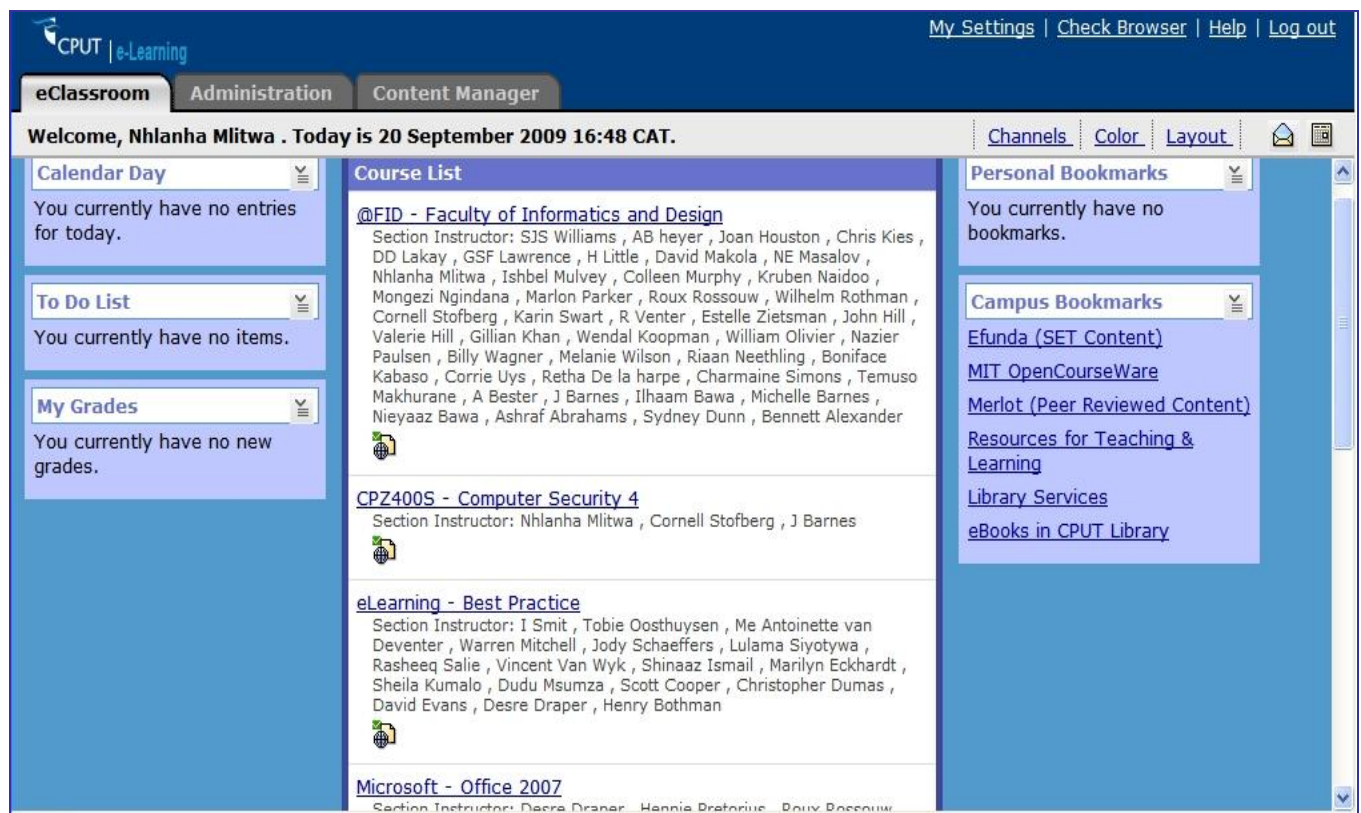 CPUT | e-Learning
My Settings | Check Browser | Help | Log out
eClassroom Administration Content Manager
Welcome, Nhlanha Mlitwa . Today is 20 September 2009 16:48 CAT.
Channels Color Layout
Calendar Day
You currently have no entries
for today.
To Do List
You currently have no items.
My Grades
You currently have no new
grades.
Course List
@FID - Faculty of Informatics and Design
Section Instructor: SJS Williams , AB heyer , Joan Houston , Chris Kies ,
DD Lakay , GSF Lawrence , H Little , David Makola , NE Masalov ,
Nhlanha Mlitwa , Ishbel Mulvey , Colleen Murphy , Kruben Naidoo ,
Mongezi Ngindana , Marlon Parker , Roux Rossouw , Wilhelm Rothman ,
Cornell Stofberg , Karin Swart , R Venter , Estelle Zietsman , John Hill ,
Valerie Hill , Gillian Khan , Wendal Koopman , William Olivier , Nazier
Paulsen , Billy Wagner , Melanie Wilson , Riaan Neethling , Boniface
Kabaso , Corrie Uys , Retha De la harpe , Charmaine Simons , Temuso
Makhurane , A Bester , J Barnes , Ilhaam Bawa , Michelle Barnes ,
Nieyaaz Bawa , Ashraf Abrahams , Sydney Dunn , Bennett Alexander
CPZ400S - Computer Security 4
Section Instructor: Nhlanha Mlitwa , Cornell Stofberg , J Barnes
eLearning - Best Practice
Section Instructor: I Smit , Tobie Oosthuysen , Me Antoinette van
Deventer , Warren Mitchell , Jody Schaeffers , Lulama Siyotywa ,
Rasheeq Salie , Vincent Van Wyk , Shinaaz Ismail , Marilyn Eckhardt ,
Sheila Kumalo , Dudu Msumza , Scott Cooper , Christopher Dumas ,
David Evans , Desre Draper , Henry Bothman
Microsoft - Office 2007
Section Instructor: Desre Draper , Hennie Pretorius , Roux Rossouw
Personal Bookmarks
You currently have no
bookmarks.
Campus Bookmarks
Efunda (SET Content)
MIT OpenCourseWare
Merlot (Peer Reviewed Content)
Resources for Teaching &
Learning
Library Services
eBooks in CPUT Library